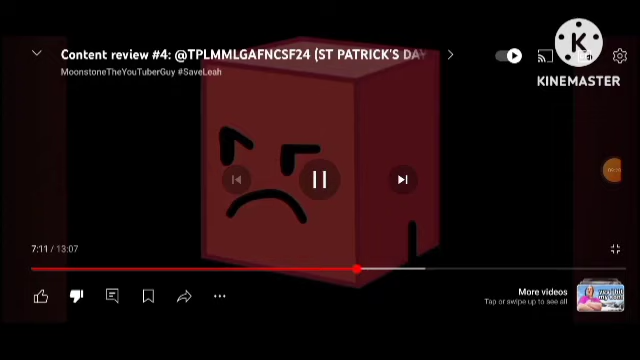 Content review #4: @TPLMMLGAFNCSF24 (ST PATRICK'S DAY
MoonstoneTheYouTuberGuy #SaveLeah
K
KINEMASTER
7:11 / 13:07
More videos
Tap or swipe up to see all